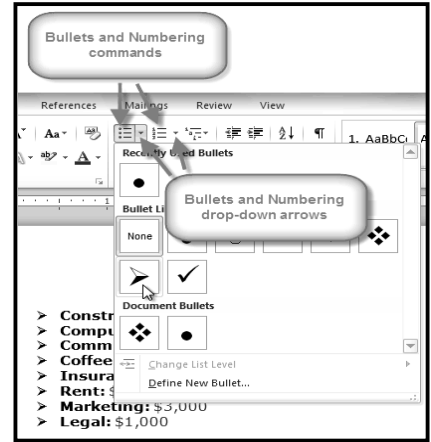 Bullets and Numbering
commands
References Mailings Review View
Aa
A
¶
1. AaBbC
Recently Used Bullets
Bullets and Numbering
drop-down arrows
Bullet Li
None
Document Bullets
Change List Level
Define New Bullet...
➢ Constr
➢ Compu
➢ Comm
➢ Coffee
➢ Insura
➢ Rent: $
➢ Marketing: $3,000
➢ Legal: $1,000